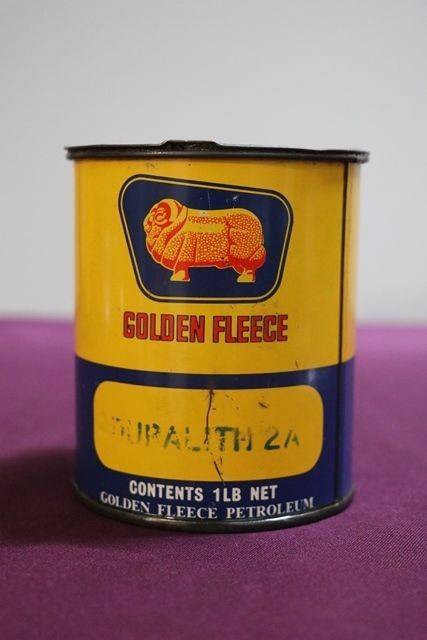 GOLDEN FLEECE
DURALITH 2A
CONTENTS 1LB NET
GOLDEN FLEECE PETROLEUM